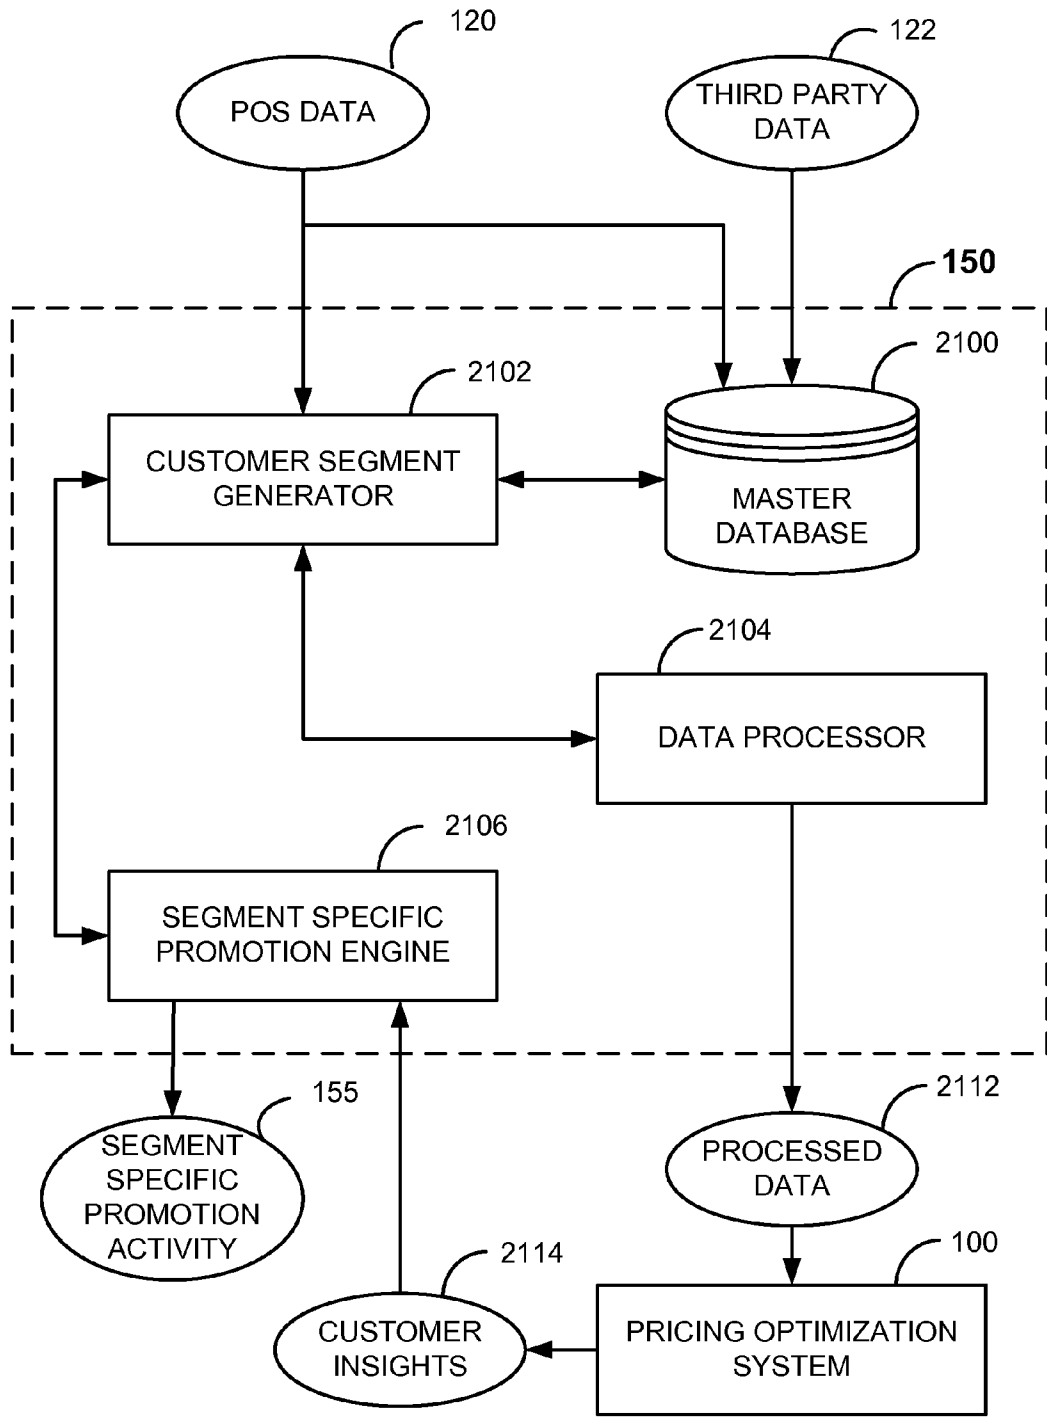 120
POS DATA
122
THIRD PARTY
DATA
150
2100
2102
CUSTOMER SEGMENT
GENERATOR
MASTER
DATABASE
2104
DATA PROCESSOR
2106
SEGMENT SPECIFIC
PROMOTION ENGINE
155
SEGMENT
SPECIFIC
PROMOTION
ACTIVITY
2112
PROCESSED
DATA
2114
CUSTOMER
INSIGHTS
100
PRICING OPTIMIZATION
SYSTEM